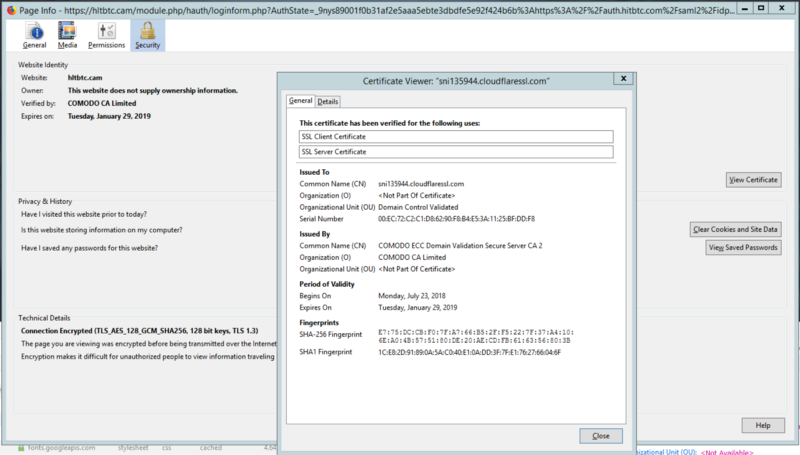 Page Info - https://hltbtc.cam/module.php/hauth/loginform.php?AuthState=_9nys89001f0b31af2e5aaa5ebte3dbdfe5e92f424b6b%3Ahttps%3A%2F%2Fauth.hitbtc.com%2Fsaml2%2Fidp...
General Media Permissions Security
Website Identity
Website: hltbtc.cam
Owner: This website does not supply ownership information.
Verified by: COMODO CA Limited
Expires on: Tuesday, January 29, 2019
View Certificate
Privacy & History
Have I visited this website prior to today?
Is this website storing information on my computer?
Clear Cookies and Site Data
Have I saved any passwords for this website?
View Saved Passwords
Technical Details
Connection Encrypted (TLS_AES_128_GCM_SHA256, 128 bit keys, TLS 1.3)
The page you are viewing was encrypted before being transmitted over the Internet
Encryption makes it difficult for unauthorized people to view information traveling
Help
Certificate Viewer: "sni135944.cloudflaressl.com"
General Details
This certificate has been verified for the following uses:
SSL Client Certificate
SSL Server Certificate
Issued To
Common Name (CN) sni135944.cloudflaressl.com
Organization (O) <Not Part Of Certificate>
Organizational Unit (OU) Domain Control Validated
Serial Number 00:EC:72:C2:C1:D8:62:90:F8:B4:E5:3A:11:25:BF:DD:F8
Issued By
Common Name (CN) COMODO ECC Domain Validation Secure Server CA 2
Organization (O) COMODO CA Limited
Organizational Unit (OU) <Not Part Of Certificate>
Period of Validity
Begins On Monday, July 23, 2018
Expires On Tuesday, January 29, 2019
Fingerprints
SHA-256 Fingerprint E7:75:DC:CB:F0:7F:A7:66:B5:2F:F5:22:7F:37:A4:10:
6E:A0:4B:57:51:80:DE:20:AE:CD:FB:61:63:56:80:3B
SHA1 Fingerprint 1C:E8:2D:91:89:0A:5A:C0:40:E1:0A:DD:3F:7F:E1:76:27:66:04:6F
Close
fonts.googleapis.com stylesheet css cached 4.64
nizational Unit (OU): <Not Available>